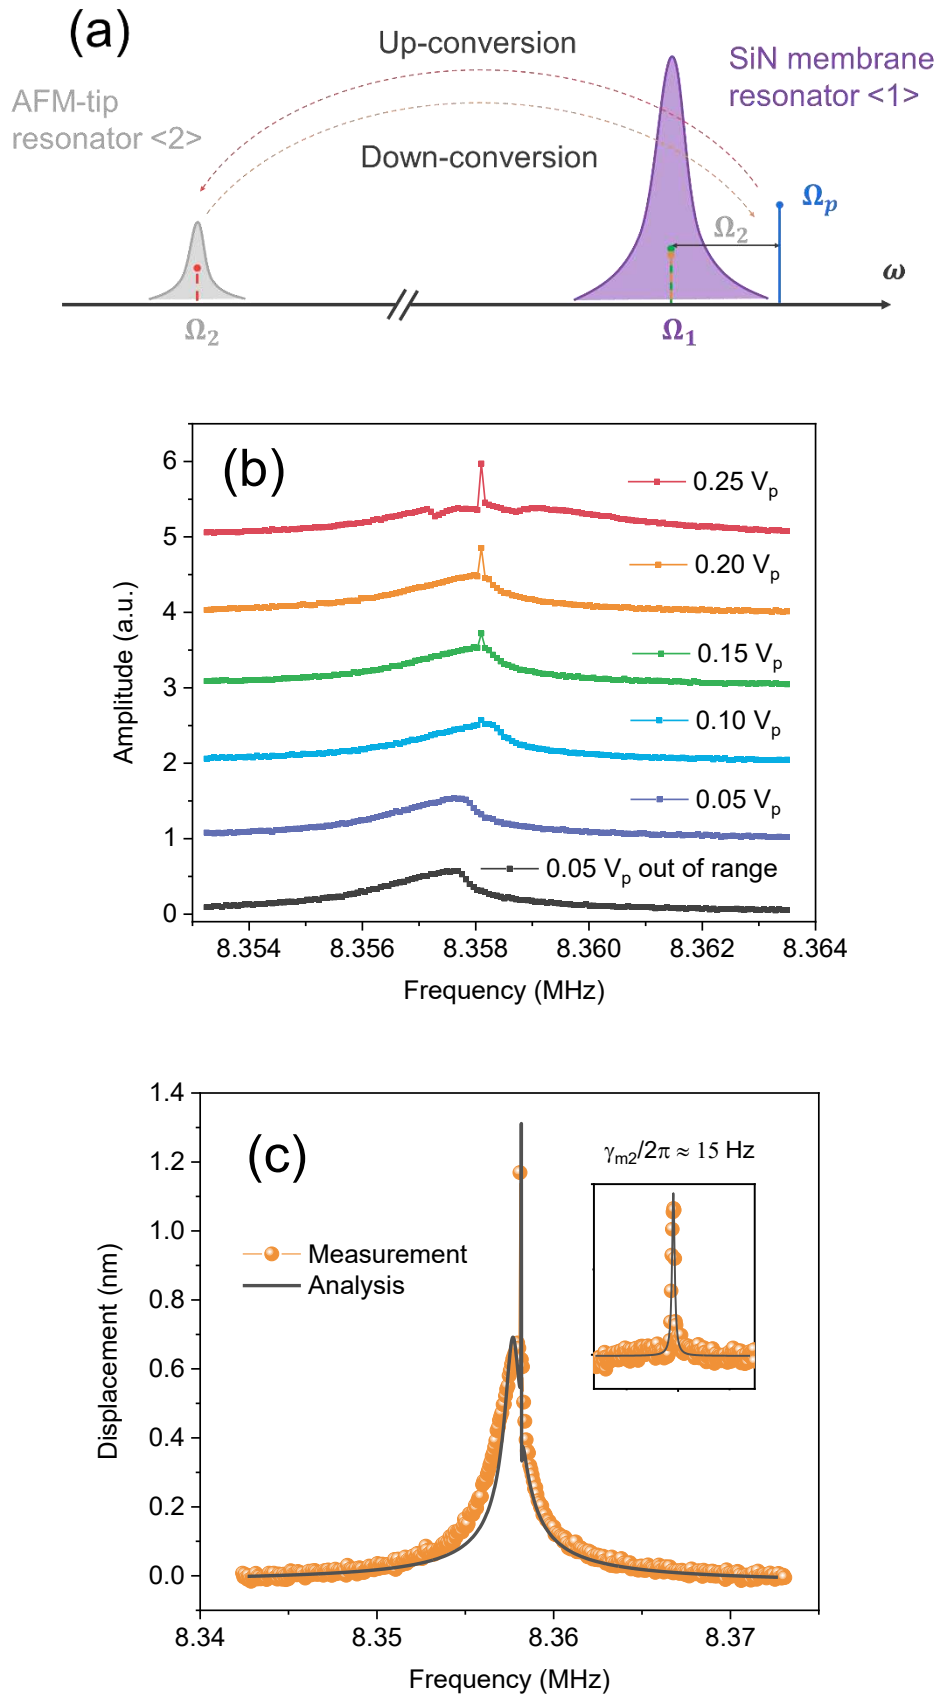 (a)
Up-conversion
SiN membrane
resonator <1>
AFM-tip
resonator <2>
Down-conversion
Ωp
Ω2
ω
Ω2
Ω1
(b)
6
5
4
3
2
1
0
Amplitude (a.u.)
0.25 Vp
0.20 Vp
0.15 Vp
0.10 Vp
0.05 Vp
0.05 Vp out of range
8.354 8.356 8.358 8.360 8.362 8.364
Frequency (MHz)
(c)
1.4
1.2
1.0
0.8
0.6
0.4
0.2
0.0
Displacement (nm)
γm2/2π ≈ 15 Hz
Measurement
Analysis
8.34 8.35 8.36 8.37
Frequency (MHz)